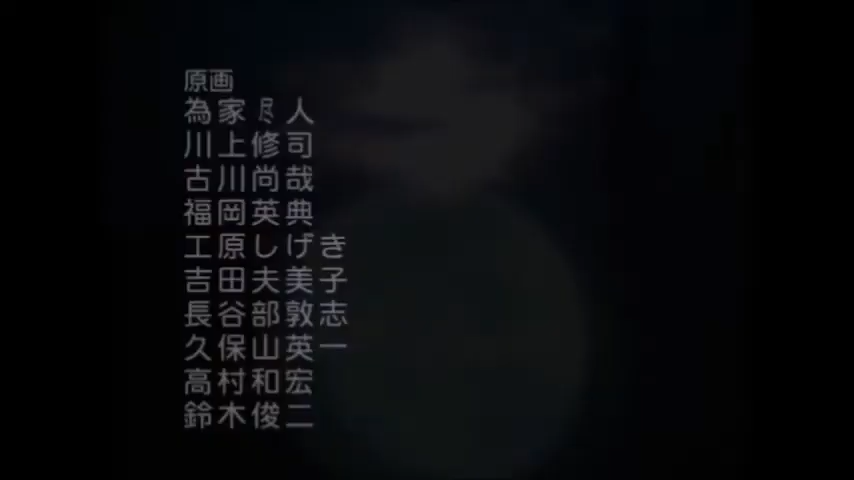 原画
為家尽人
川上修司
古川尚哉
福岡英典
工原しげき
吉田夫美子
長谷部敦志
久保山英一
高村和宏
鈴木俊二